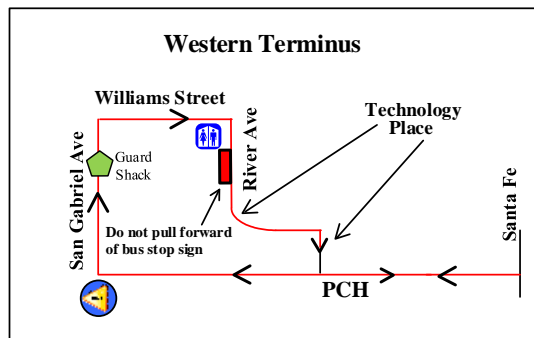 Western Terminus
Williams Street
Technology
Place
San Gabriel Ave
Guard
Shack
River Ave
Santa Fe
Do not pull forward
of bus stop sign
PCH